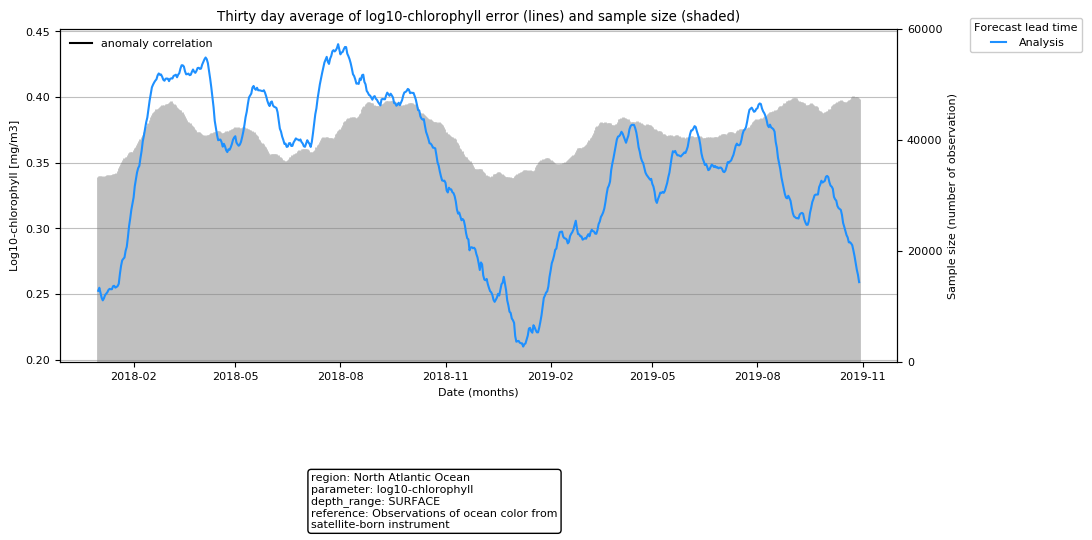 Thirty day average of log10-chlorophyll error (lines) and sample size (shaded)
Forecast lead time
Analysis
anomaly correlation
Log10-chlorophyll [mg/m3]
0.45
0.40
0.35
0.30
0.25
0.20
60000
40000
20000
0
Sample size (number of observation)
2018-02
2018-05
2018-08
2018-11
2019-02
2019-05
2019-08
2019-11
Date (months)
region: North Atlantic Ocean
parameter: log10-chlorophyll
depth_range: SURFACE
reference: Observations of ocean color from
satellite-born instrument